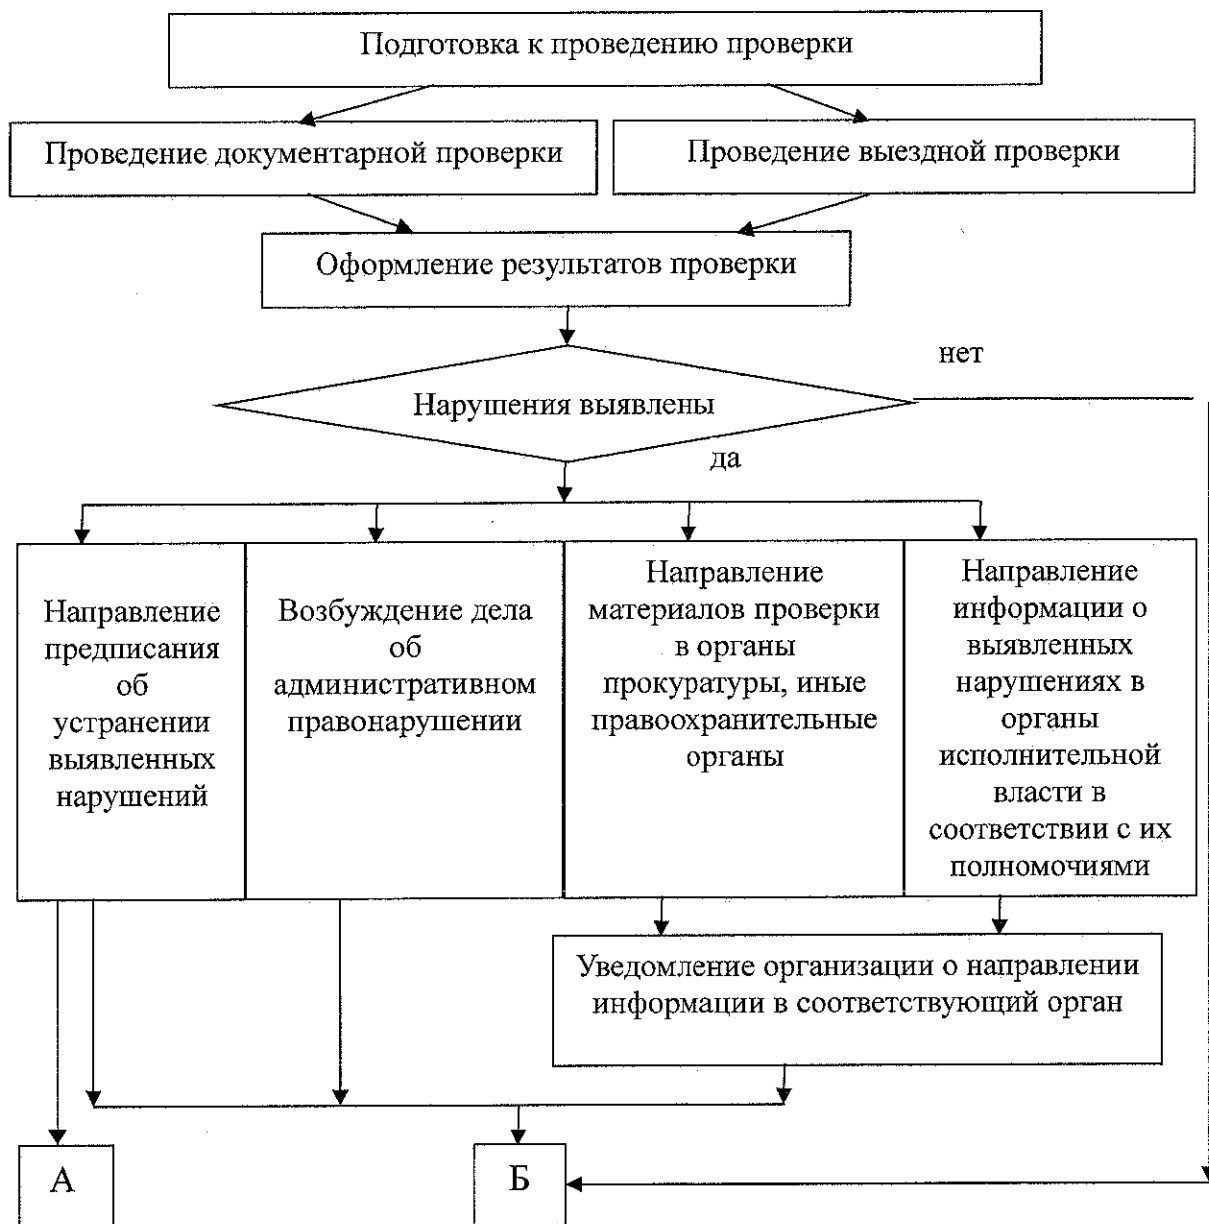 Подготовка к проведению проверки
Проведение документарной проверки
Проведение выездной проверки
Оформление результатов проверки
нет
Нарушения выявлены
да
Направление
предписания
об
устранении
выявленных
нарушений
Возбуждение дела
об
административном
правонарушении
Направление
материалов проверки
в органы
прокуратуры, иные
правоохранительные
органы
Направление
информации о
выявленных
нарушениях в
органы
исполнительной
власти в
соответствии с их
полномочиями
Уведомление организации о направлении
информации в соответствующий орган
А
Б